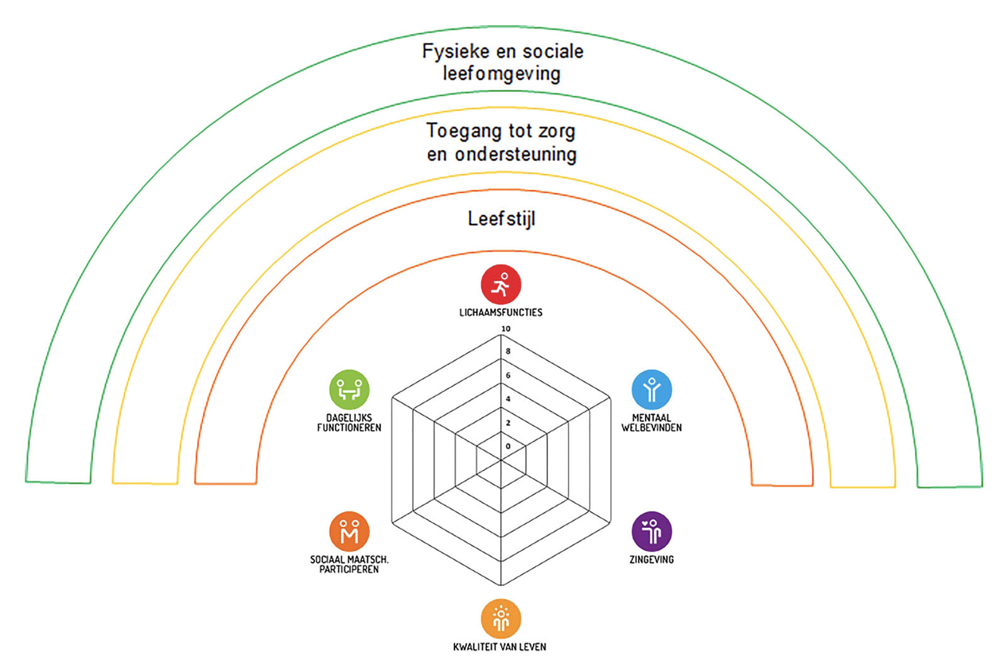 Fysieke en sociale
leefomgeving
Toegang tot zorg
en ondersteuning
Leefstijl
LICHAAMSFUNCTIES
10
8
6
4
2
0
DAGELIJKS
FUNCTIONEREN
MENTAAL
WELBEVINDEN
SOCIAAL MAATSCH.
PARTICIPEREN
ZINGEVING
KWALITEIT VAN LEVEN